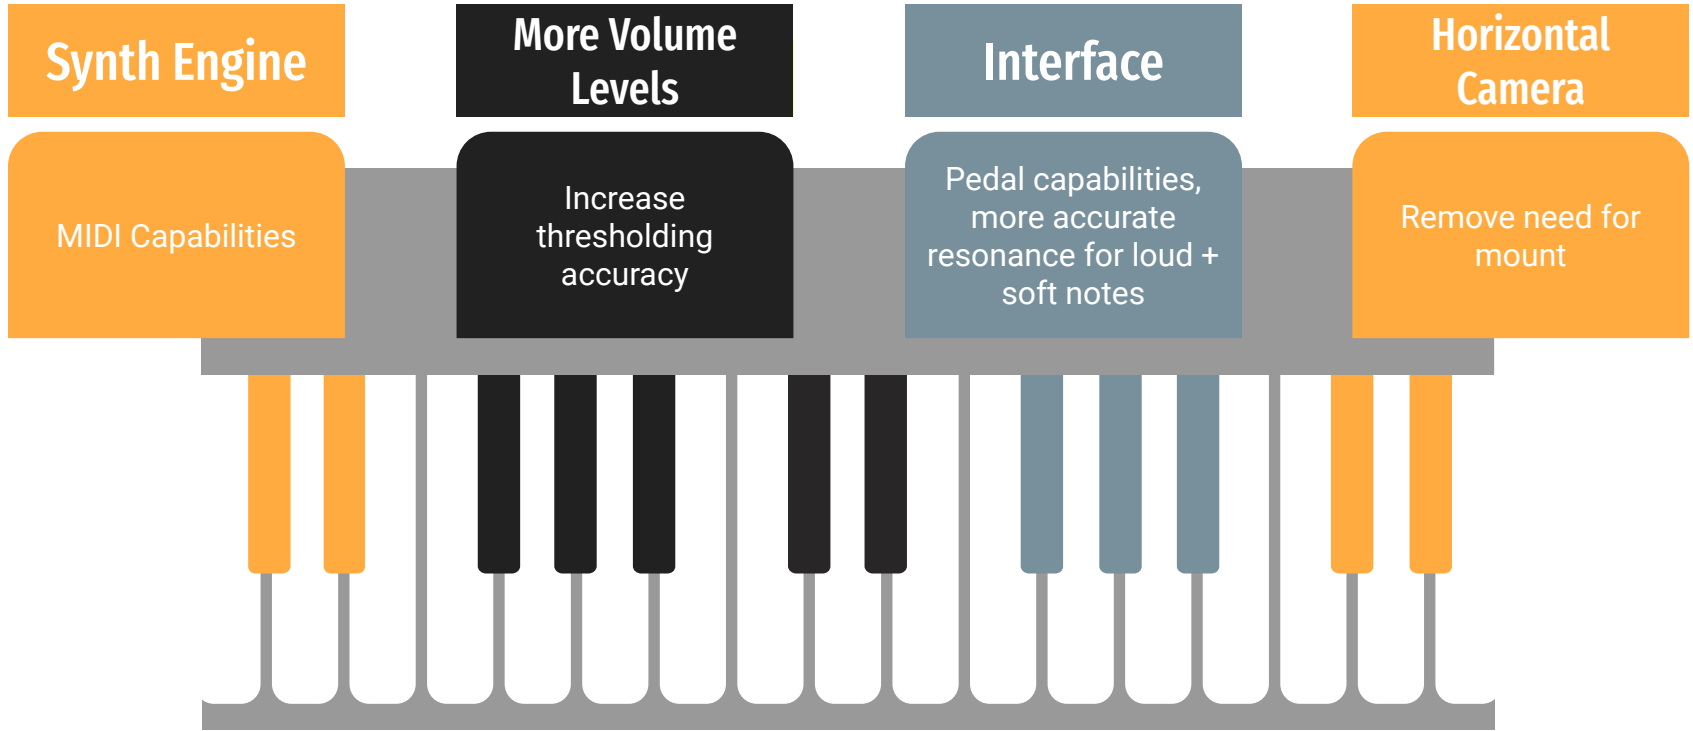 Synth Engine
MIDI Capabilities
More Volume
Levels
Increase
thresholding
accuracy
Interface
Pedal capabilities,
more accurate
resonance for loud +
soft notes
Horizontal
Camera
Remove need for
mount